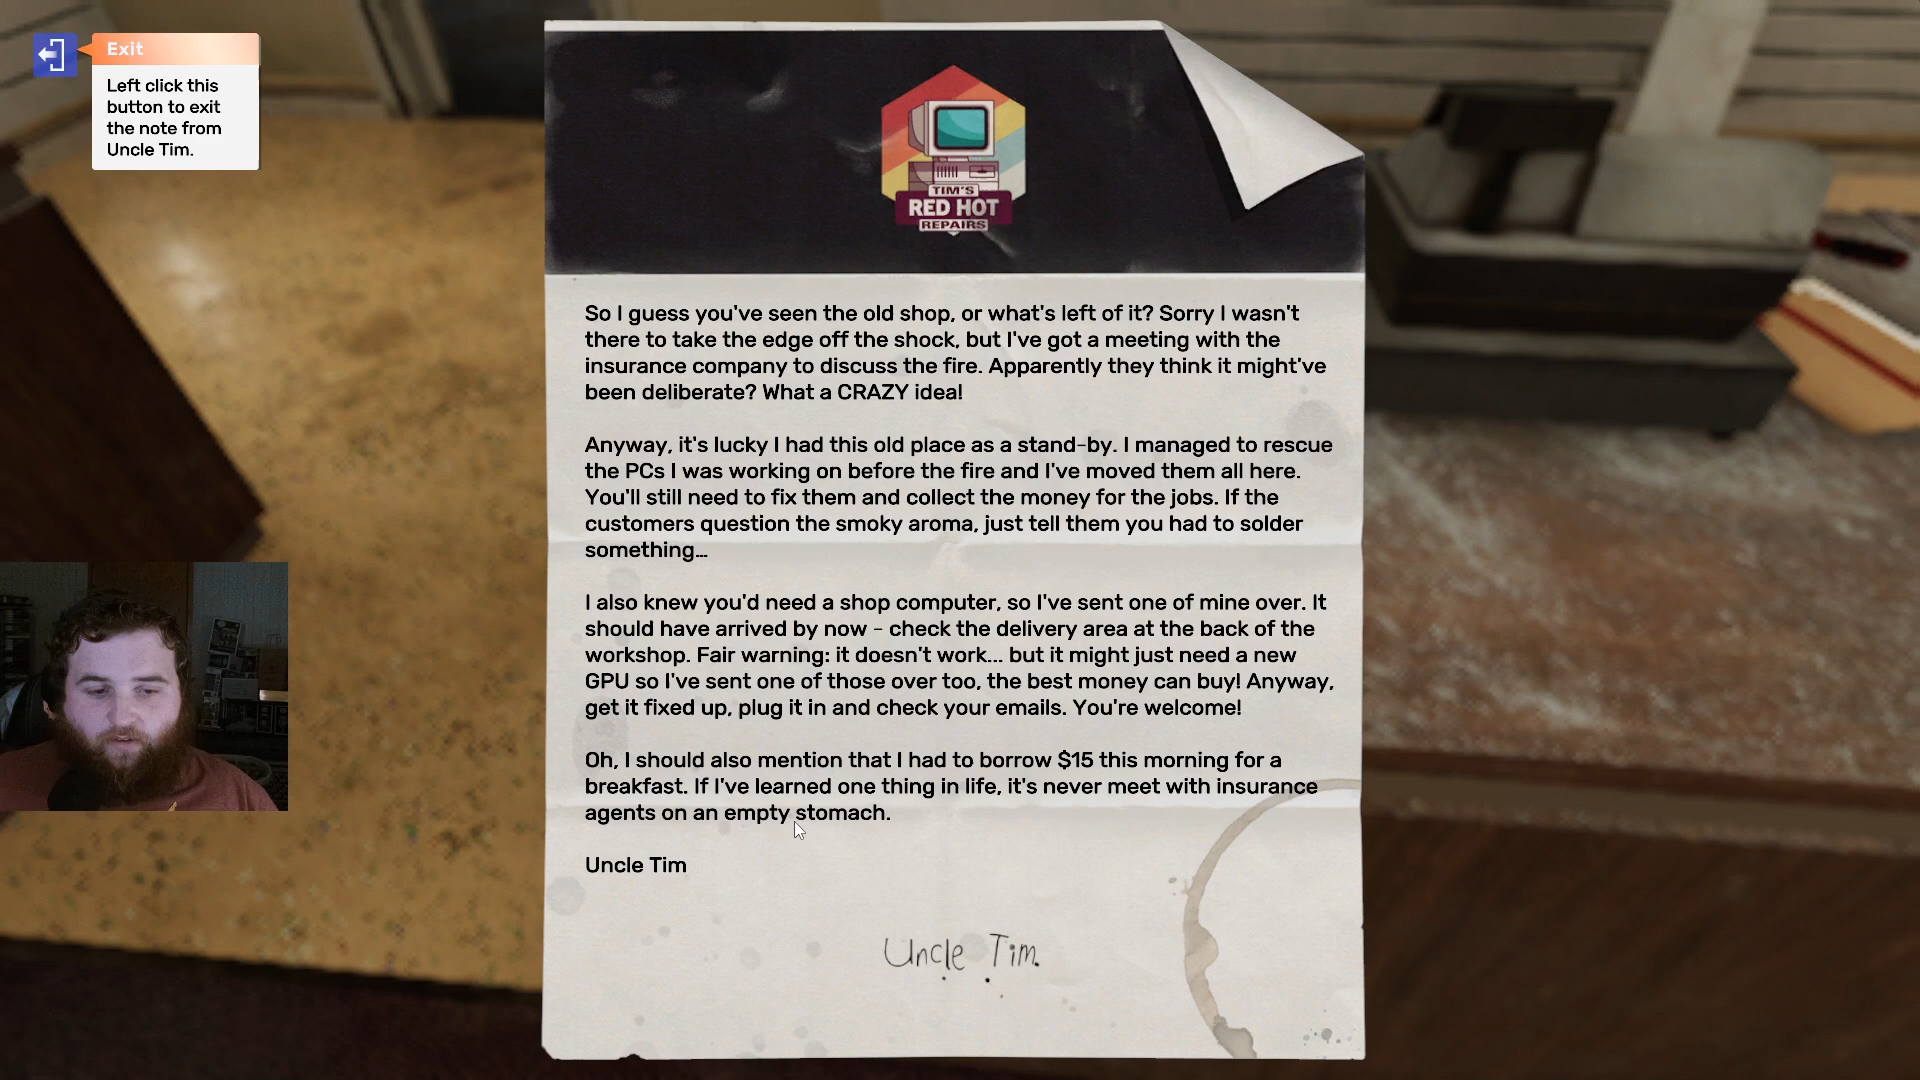 Exit
Left click this
button to exit
the note from
Uncle Tim.
TIM'S
RED HOT
REPAIRS
So I guess you've seen the old shop, or what's left of it? Sorry I wasn't
there to take the edge off the shock, but I've got a meeting with the
insurance company to discuss the fire. Apparently they think it might've
been deliberate? What a CRAZY idea!
Anyway, it's lucky I had this old place as a stand-by. I managed to rescue
the PCs I was working on before the fire and I've moved them all here.
You'll still need to fix them and collect the money for the jobs. If the
customers question the smoky aroma, just tell them you had to solder
something...
I also knew you'd need a shop computer, so I've sent one of mine over. It
should have arrived by now - check the delivery area at the back of the
workshop. Fair warning: it doesn't work... but it might just need a new
GPU so I've sent one of those over too, the best money can buy! Anyway,
get it fixed up, plug it in and check your emails. You're welcome!
Oh, I should also mention that I had to borrow $15 this morning for a
breakfast. If I've learned one thing in life, it's never meet with insurance
agents on an empty stomach.
Uncle Tim
Uncle Tim.